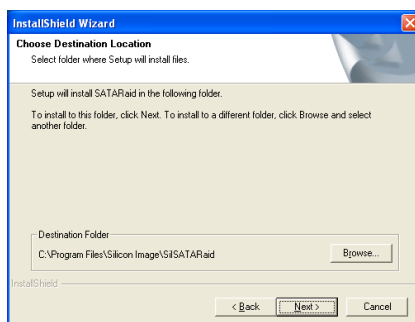 InstallShield Wizard
Choose Destination Location
Select folder where Setup will install files.
Setup will install SATARaid in the following folder.
To install to this folder, click Next. To install to a different folder, click Browse and select
another folder.
Destination Folder
C:\Program Files\Silicon Image\SiISATARaid
Browse...
InstallShield
< Back
Next >
Cancel